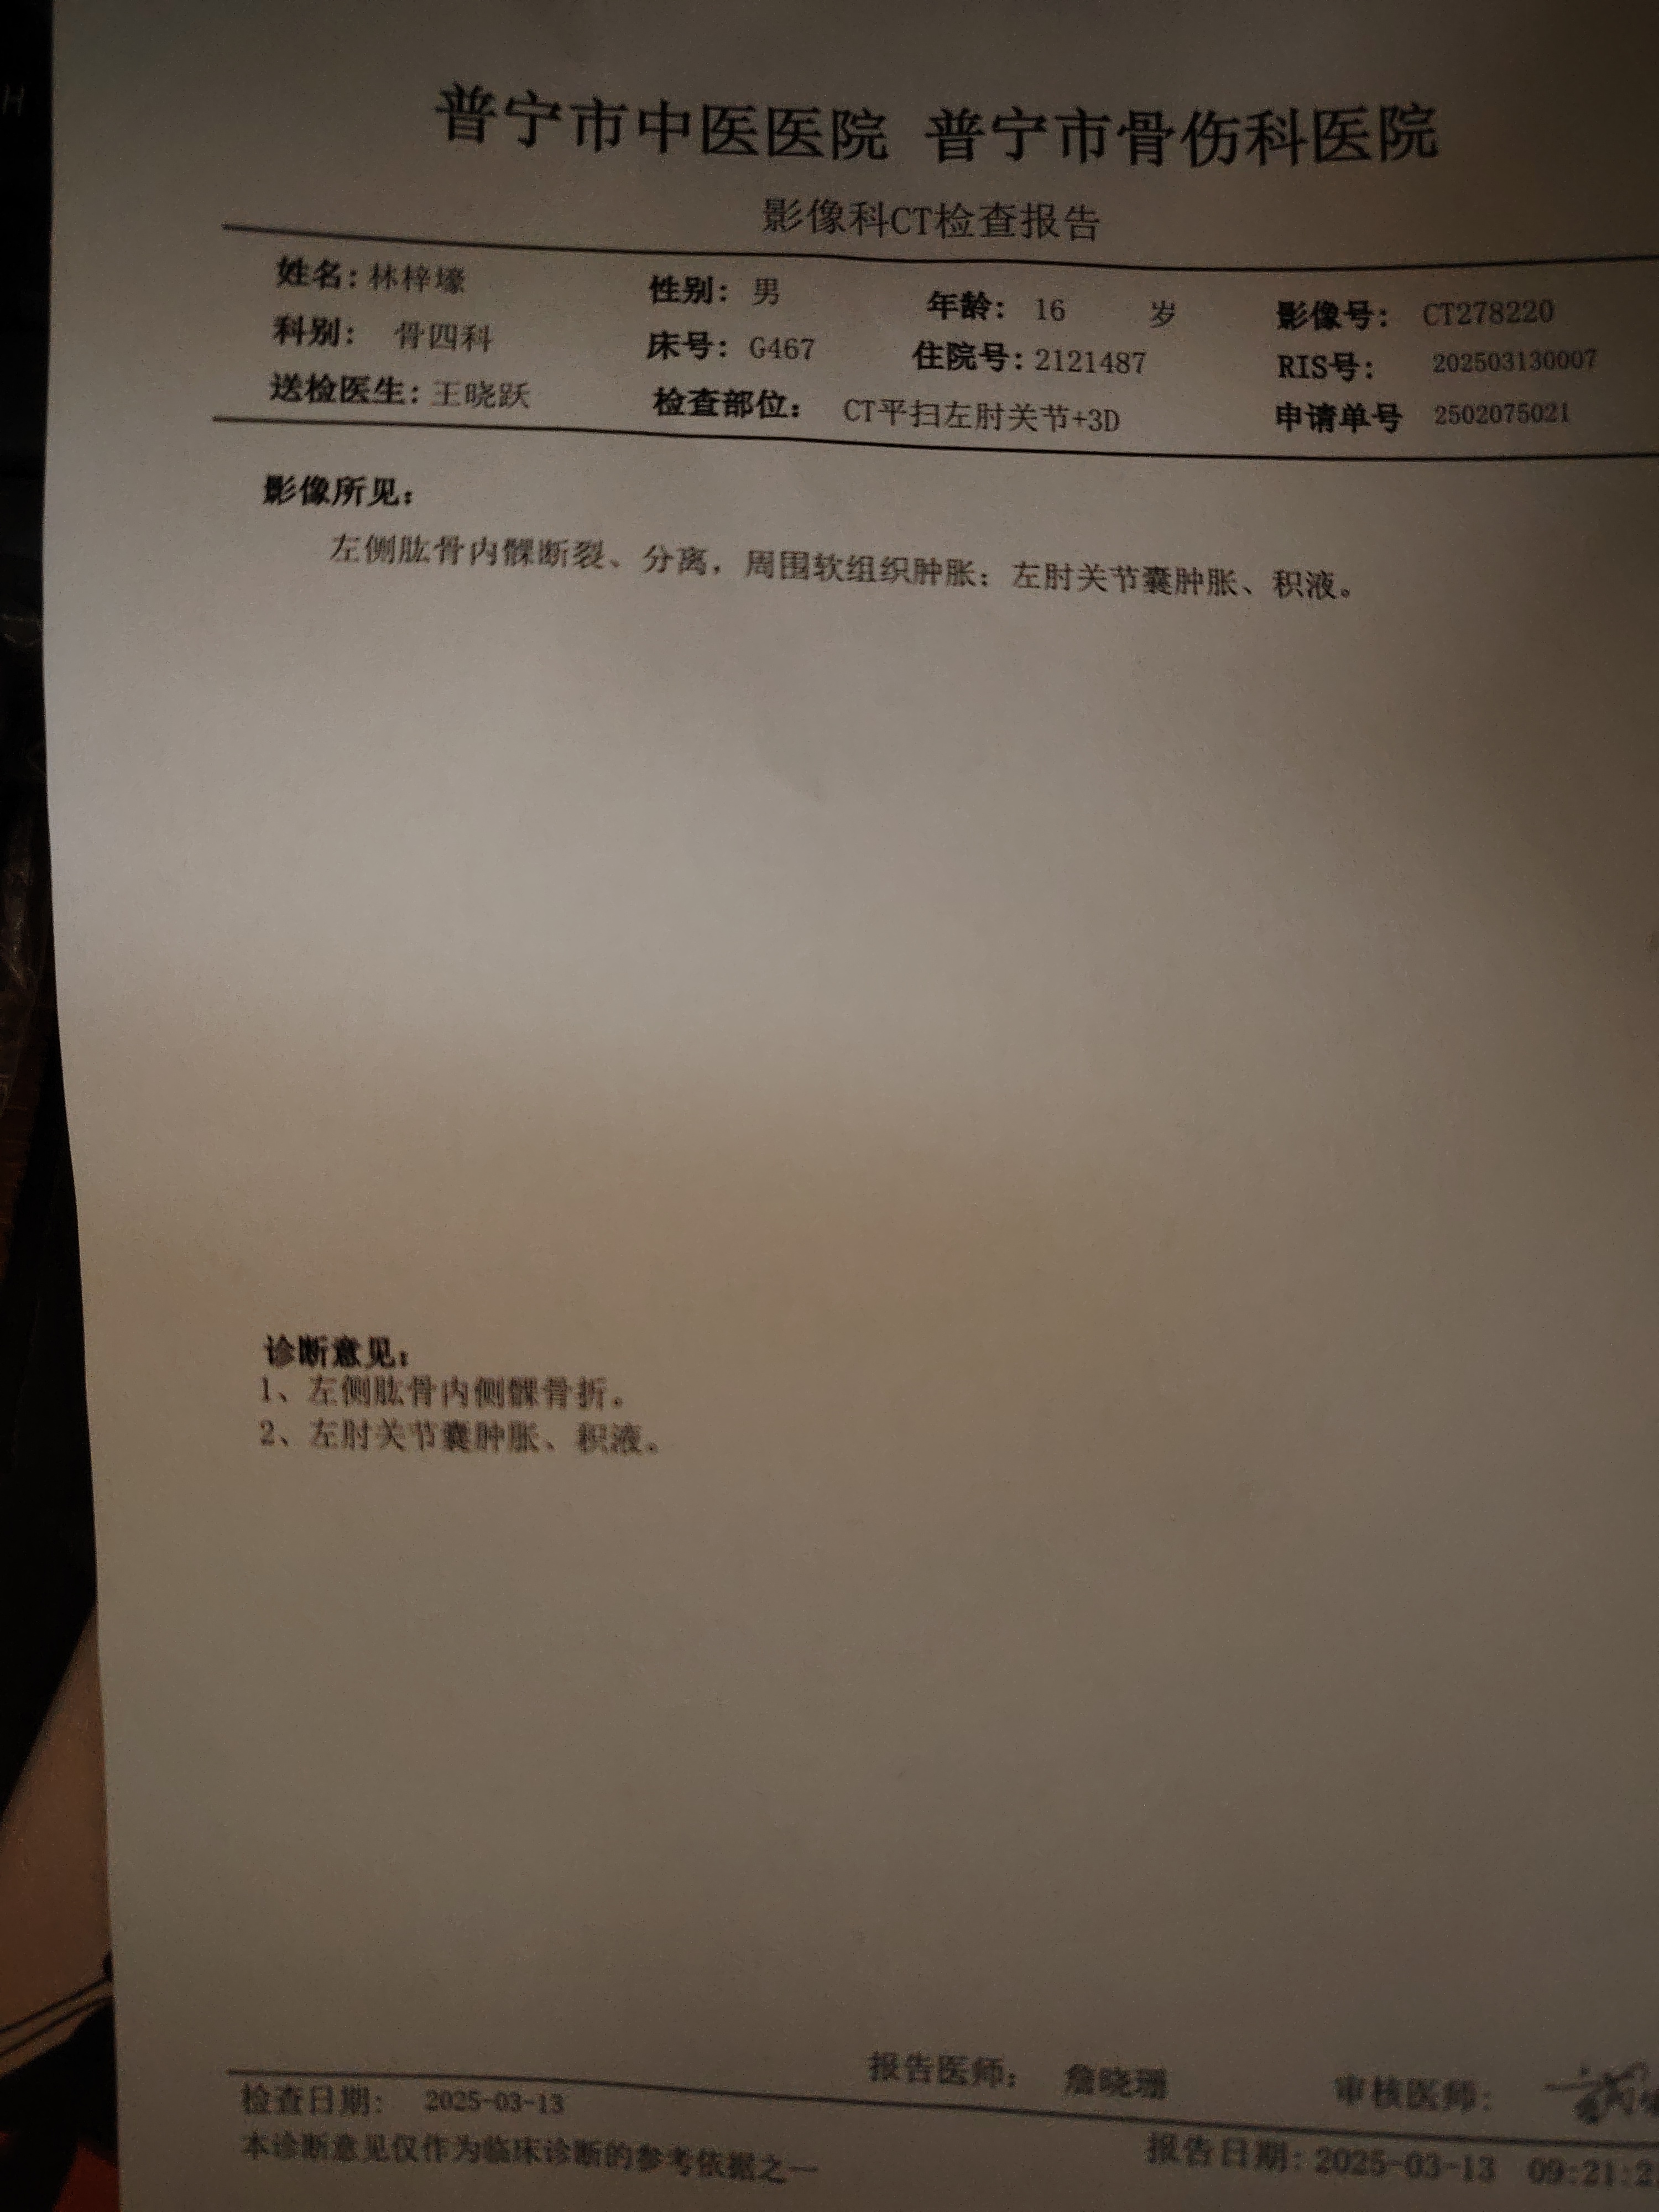 普宁市中医医院 普宁市骨伤科医院
影像科CT检查报告
姓名: 林梓壕 性别: 男 年龄: 16 岁 影像号: CT278220
科别: 骨四科 床号: G467 住院号: 2121487 RIS号: 202503130007
送检医生: 王晓跃 检查部位: CT平扫左肘关节+3D 申请单号 2502075021
影像所见:
左侧肱骨内髁断裂、分离，周围软组织肿胀；左肘关节囊肿胀、积液。
诊断意见:
1、左侧肱骨内侧髁骨折。
2、左肘关节囊肿胀、积液。
报告医师: 詹晓珊 审核医师:
检查日期: 2025-03-13
本诊断意见仅作为临床诊断的参考依据之一 报告日期: 2025-03-13 09:21:2